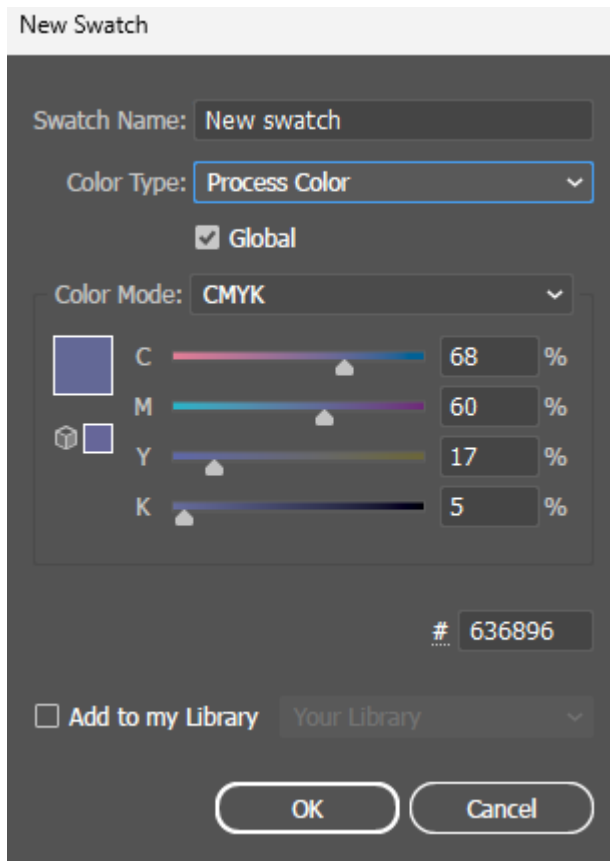 New Swatch
Swatch Name: New swatch
Color Type: Process Color
Global
Color Mode: CMYK
C 68 %
M 60 %
Y 17 %
K 5 %
# 636896
Add to my Library Your Library
OK Cancel